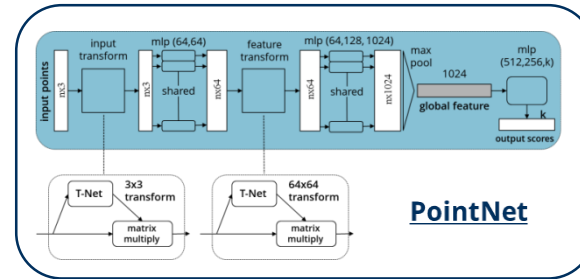 input
transform
mlp (64,64)
feature
transform
mlp (64,128, 1024)
max
pool
mlp
(512,256,k)
input points
nx3
nx3
shared
nx64
nx64
shared
nx1024
1024
global feature
k
output scores
T-Net
3x3
transform
matrix
multiply
T-Net
64x64
transform
matrix
multiply
PointNet